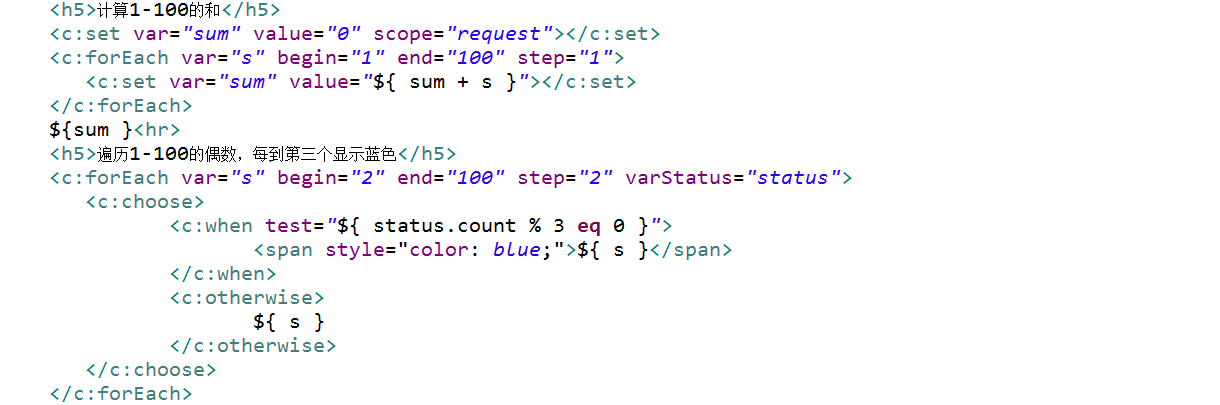 <h5>计算1-100的和</h5>
<c:set var="sum" value="0" scope="request"></c:set>
<c:forEach var="s" begin="1" end="100" step="1">
<c:set var="sum" value="${ sum + s }"></c:set>
</c:forEach>
${sum }<hr>
<h5>遍历1-100的偶数，每到第三个显示蓝色</h5>
<c:forEach var="s" begin="2" end="100" step="2" varStatus="status">
<c:choose>
<c:when test="${ status.count % 3 eq 0 }">
<span style="color: blue;">${ s }</span>
</c:when>
<c:otherwise>
${ s }
</c:otherwise>
</c:choose>
</c:forEach>